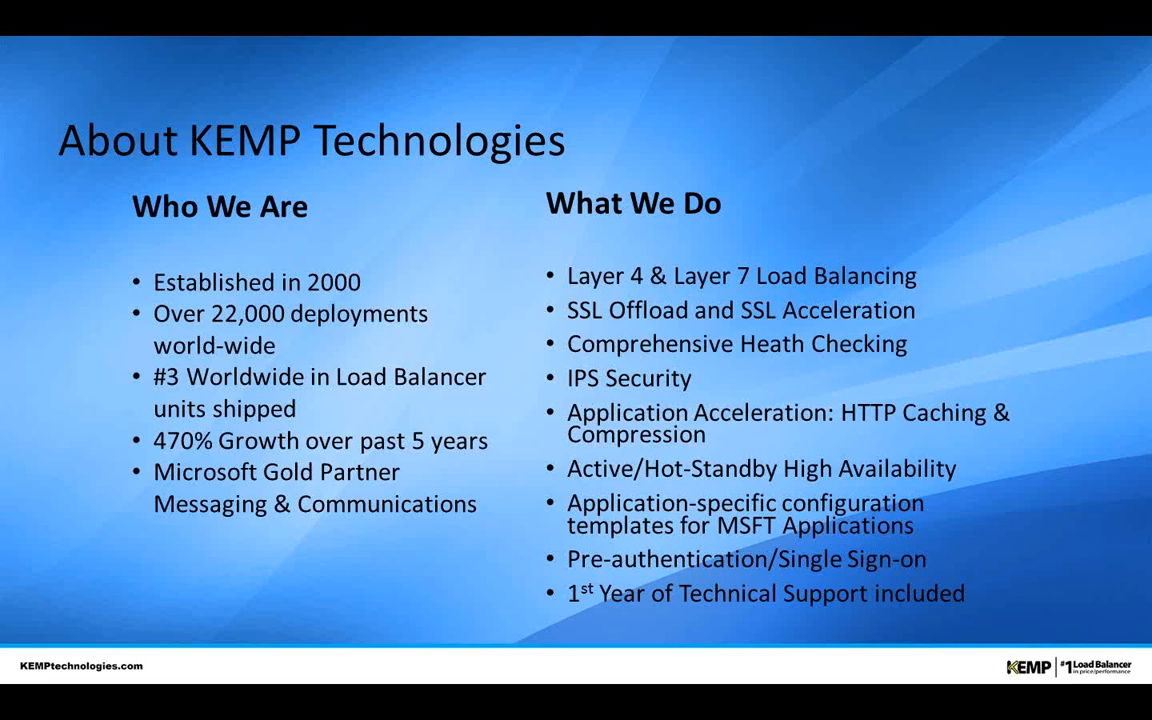 About KEMP Technologies
Who We Are
• Established in 2000
• Over 22,000 deployments
world-wide
• #3 Worldwide in Load Balancer
units shipped
• 470% Growth over past 5 years
• Microsoft Gold Partner
Messaging & Communications
What We Do
• Layer 4 & Layer 7 Load Balancing
• SSL Offload and SSL Acceleration
• Comprehensive Heath Checking
• IPS Security
• Application Acceleration: HTTP Caching &
Compression
• Active/Hot-Standby High Availability
• Application-specific configuration
templates for MSFT Applications
• Pre-authentication/Single Sign-on
• 1st Year of Technical Support included
KEMPtechnologies.com
KEMP
#1 Load Balancer
in price/performance